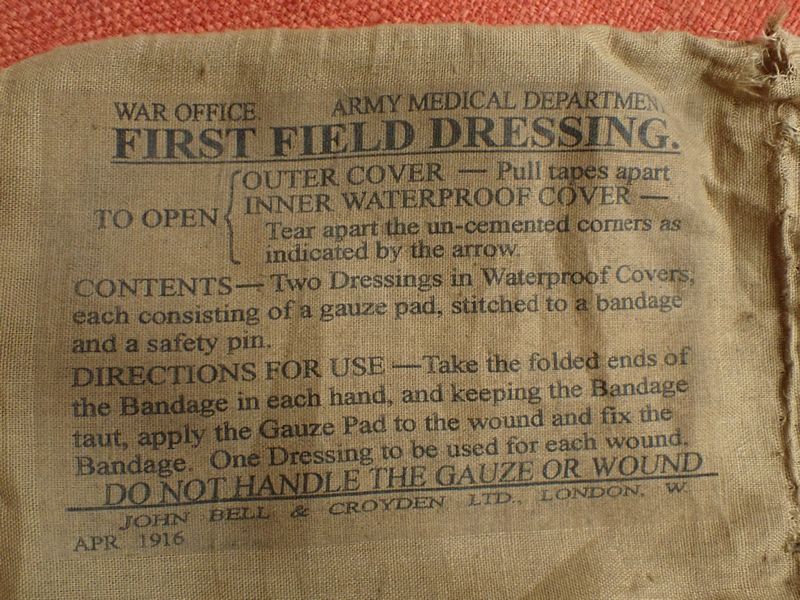 WAR OFFICE. ARMY MEDICAL DEPARTMENT
FIRST FIELD DRESSING.
OUTER COVER — Pull tapes apart
TO OPEN { INNER WATERPROOF COVER —
Tear apart the un-cemented corners as
indicated by the arrow.
CONTENTS— Two Dressings in Waterproof Covers,
each consisting of a gauze pad, stitched to a bandage
and a safety pin.
DIRECTIONS FOR USE —Take the folded ends of
the Bandage in each hand, and keeping the Bandage
taut, apply the Gauze Pad to the wound and fix the
Bandage. One Dressing to be used for each wound.
DO NOT HANDLE THE GAUZE OR WOUND
JOHN BELL & CROYDEN LTD., LONDON, W.
APR 1916